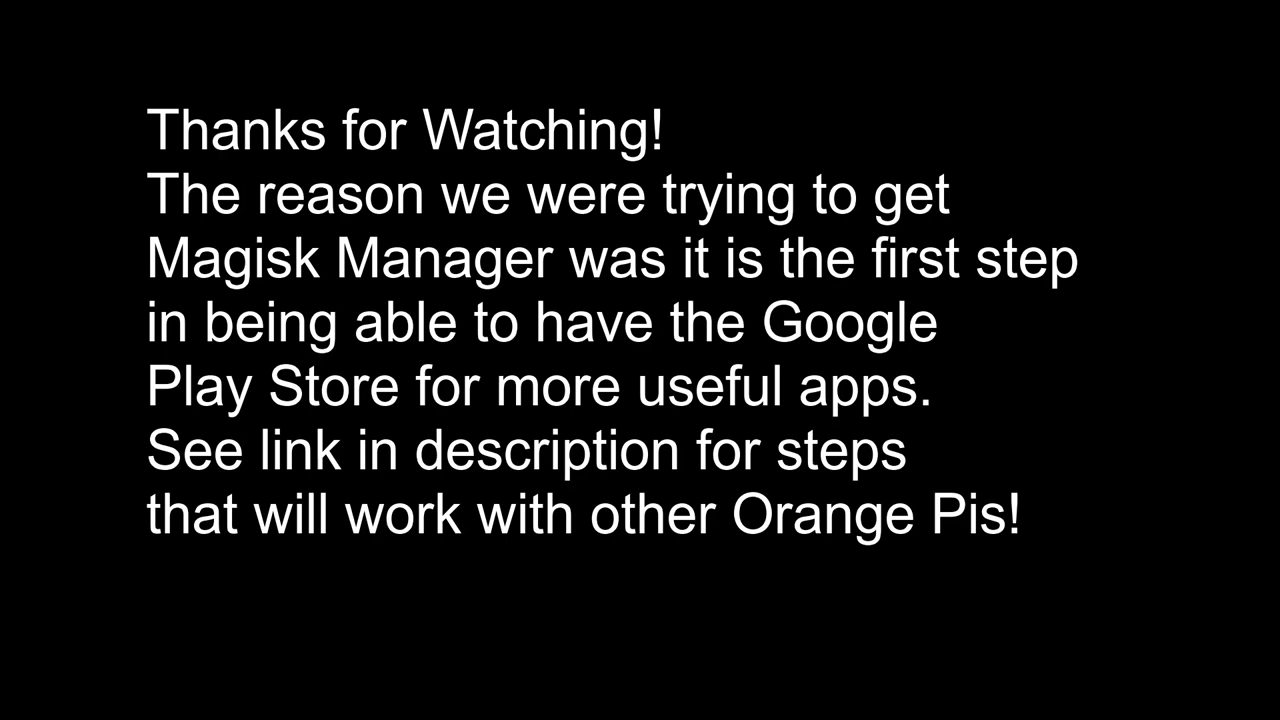 Thanks for Watching!
The reason we were trying to get
Magisk Manager was it is the first step
in being able to have the Google
Play Store for more useful apps.
See link in description for steps
that will work with other Orange Pis!